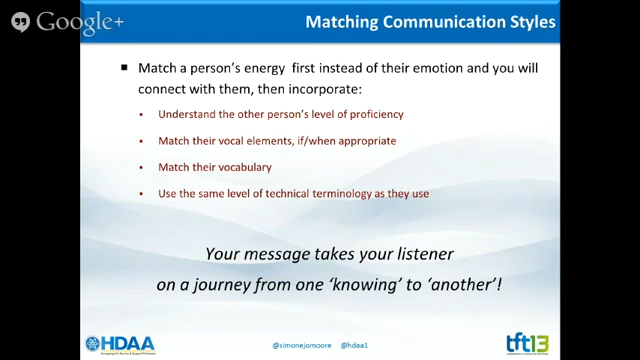 Google+
Matching Communication Styles
▪ Match a person's energy first instead of their emotion and you will
connect with them, then incorporate:
▪ Understand the other person's level of proficiency
▪ Match their vocal elements, if/when appropriate
▪ Match their vocabulary
▪ Use the same level of technical terminology as they use
Your message takes your listener
on a journey from one ‘knowing’ to ‘another’!
HDAA
@simonejomoore @hdaa1
tft13